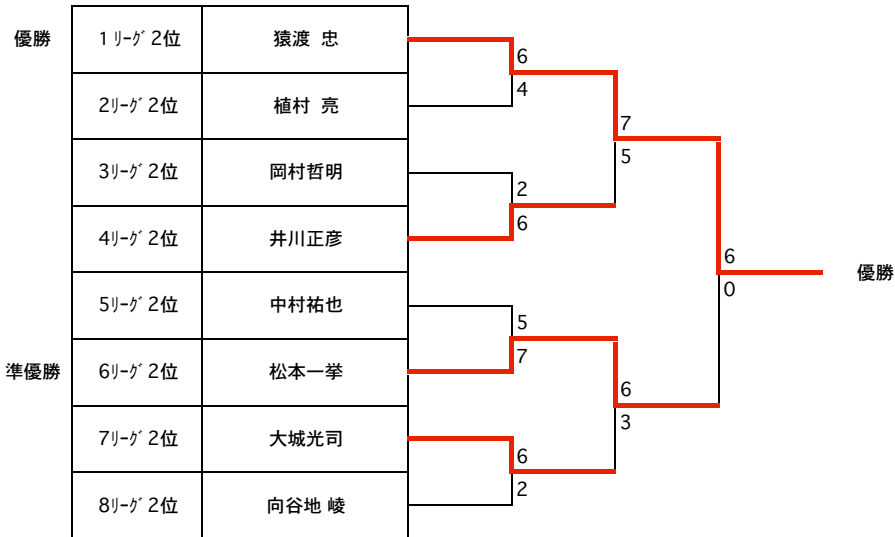 優勝 1ﾘｰｸﾞ2位 猿渡 忠
6
4
2ﾘｰｸﾞ2位 植村 亮
7
5
3ﾘｰｸﾞ2位 岡村哲明
2
6
4ﾘｰｸﾞ2位 井川正彦
6
0
優勝
5ﾘｰｸﾞ2位 中村祐也
5
7
準優勝 6ﾘｰｸﾞ2位 松本一挙
6
3
7ﾘｰｸﾞ2位 大城光司
6
2
8ﾘｰｸﾞ2位 向谷地 崚